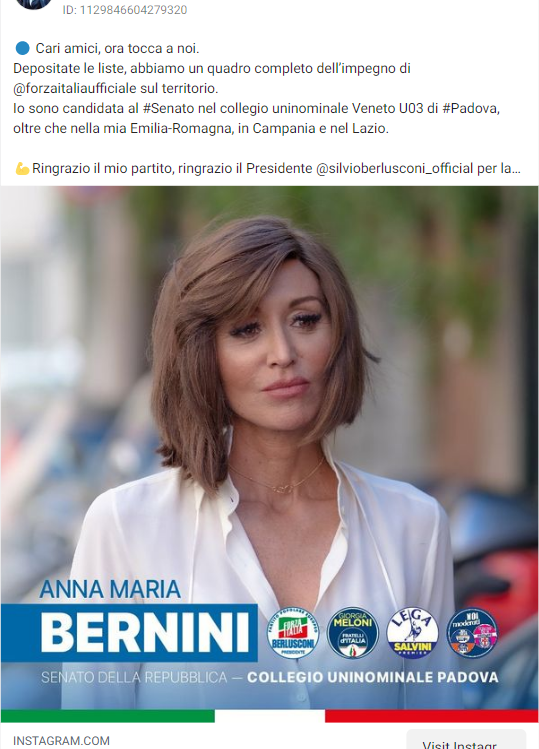 ID: 1129846604279320
🔵 Cari amici, ora tocca a noi.
Depositate le liste, abbiamo un quadro completo dell'impegno di
@forzaitaliaufficiale sul territorio.
Io sono candidata al #Senato nel collegio uninominale Veneto U03 di #Padova,
oltre che nella mia Emilia-Romagna, in Campania e nel Lazio.
💪Ringrazio il mio partito, ringrazio il Presidente @silvioberlusconi_official per la...
ANNA MARIA
BERNINI
FORZA
ITALIA
BERLUSCONI
PRESIDENTE
GIORGIA
MELONI
FRATELLI
d'ITALIA
LEGA
SALVINI
PREMIER
NOI
moderati
SENATO DELLA REPUBBLICA — COLLEGIO UNINOMINALE PADOVA
INSTAGRAM.COM
Visit Instagr...